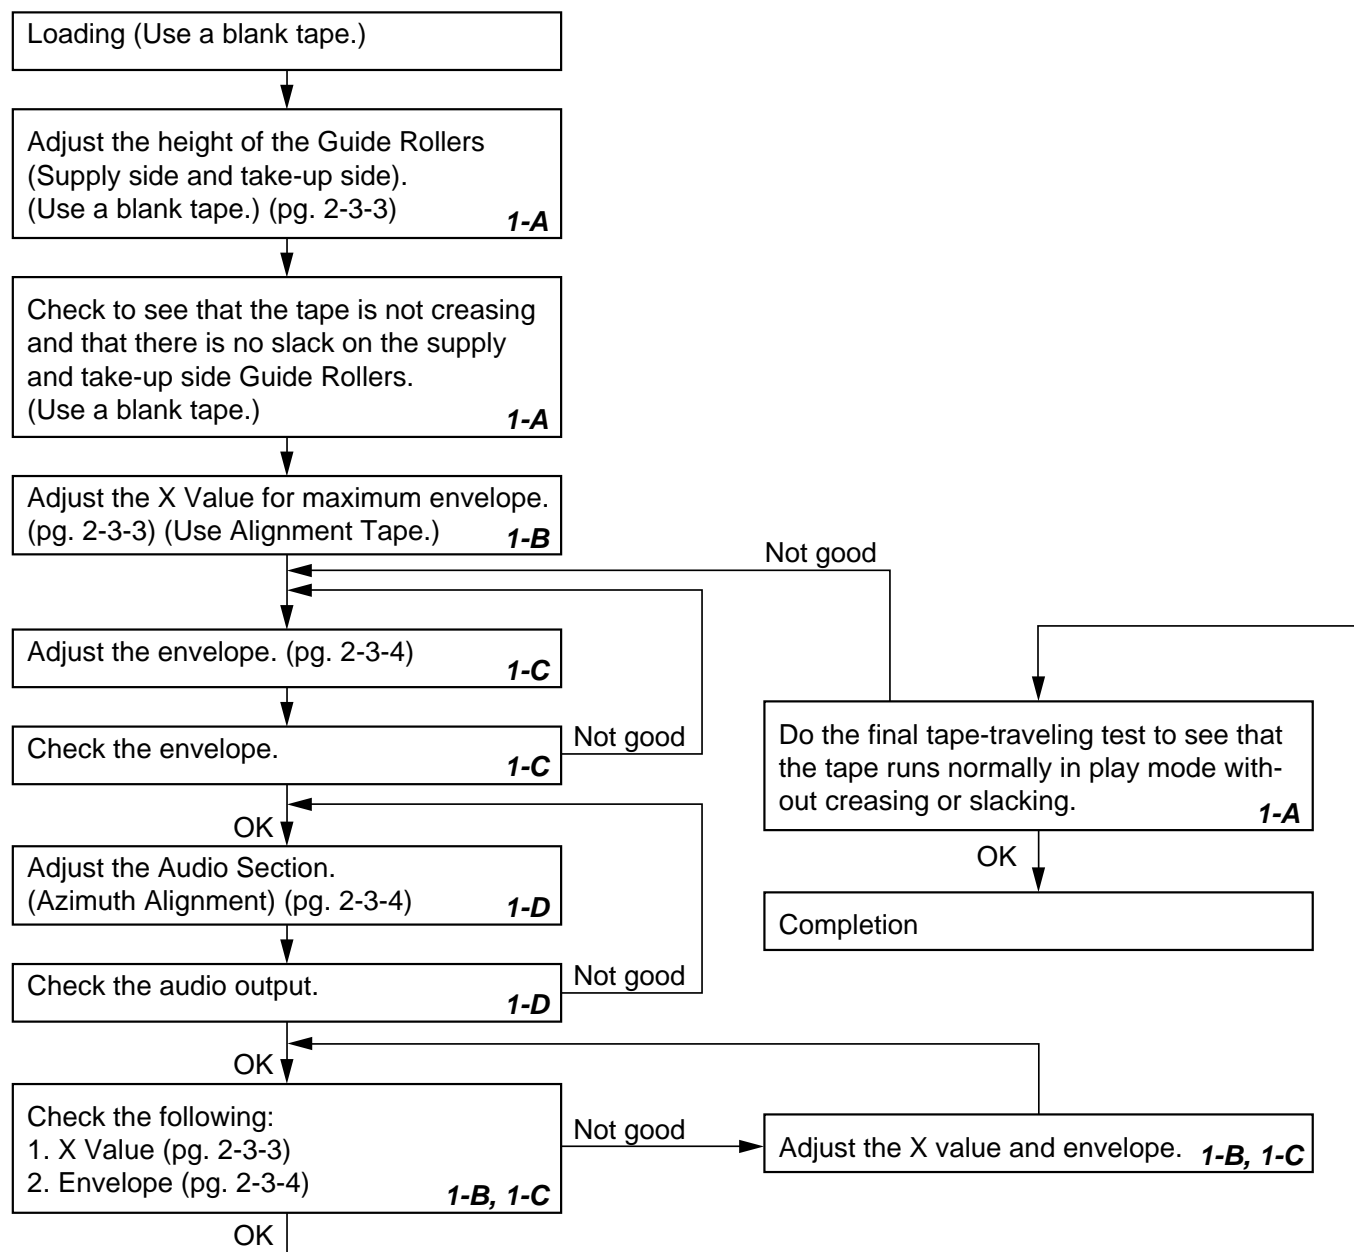 Loading (Use a blank tape.)
Adjust the height of the Guide Rollers
(Supply side and take-up side).
(Use a blank tape.) (pg. 2-3-3)
1-A
Check to see that the tape is not creasing
and that there is no slack on the supply
and take-up side Guide Rollers.
(Use a blank tape.)
1-A
Adjust the X Value for maximum envelope.
(pg. 2-3-3) (Use Alignment Tape.)
1-B
Not good
Adjust the envelope. (pg. 2-3-4)
1-C
Check the envelope.
1-C
Not good
OK
Adjust the Audio Section.
(Azimuth Alignment) (pg. 2-3-4)
1-D
Check the audio output.
1-D
Not good
OK
Check the following:
1. X Value (pg. 2-3-3)
2. Envelope (pg. 2-3-4)
1-B, 1-C
Not good
Adjust the X value and envelope.
1-B, 1-C
OK
Do the final tape-traveling test to see that
the tape runs normally in play mode with-
out creasing or slacking.
1-A
OK
Completion